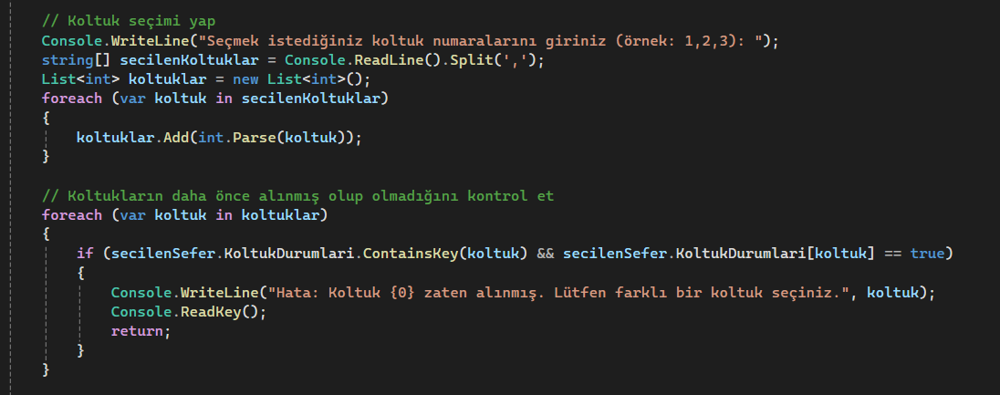 // Koltuk seçimi yap
Console.WriteLine("Seçmek istediğiniz koltuk numaralarını giriniz (örnek: 1,2,3): ");
string[] secilenKoltuklar = Console.ReadLine().Split(',');
List<int> koltuklar = new List<int>();
foreach (var koltuk in secilenKoltuklar)
{
    koltuklar.Add(int.Parse(koltuk));
}

// Koltukların daha önce alınmış olup olmadığını kontrol et
foreach (var koltuk in koltuklar)
{
    if (secilenSefer.KoltukDurumlari.ContainsKey(koltuk) && secilenSefer.KoltukDurumlari[koltuk] == true)
    {
        Console.WriteLine("Hata: Koltuk {0} zaten alınmış. Lütfen farklı bir koltuk seçiniz.", koltuk);
        Console.ReadKey();
        return;
    }
}